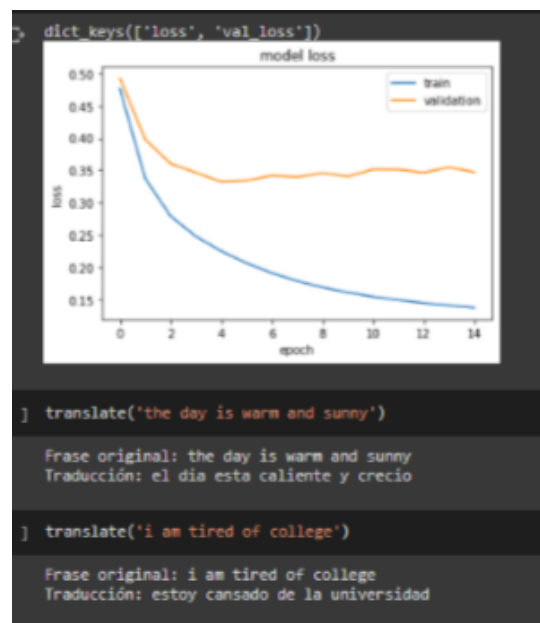 dict_keys(['loss', 'val_loss'])
model loss
0.50
0.45
0.40
0.35
0.30
0.25
0.20
0.15
loss
train
validation
0 2 4 6 8 10 12 14
epoch
] translate('the day is warm and sunny')
Frase original: the day is warm and sunny
Traducción: el dia esta caliente y crecio
] translate('i am tired of college')
Frase original: i am tired of college
Traducción: estoy cansado de la universidad